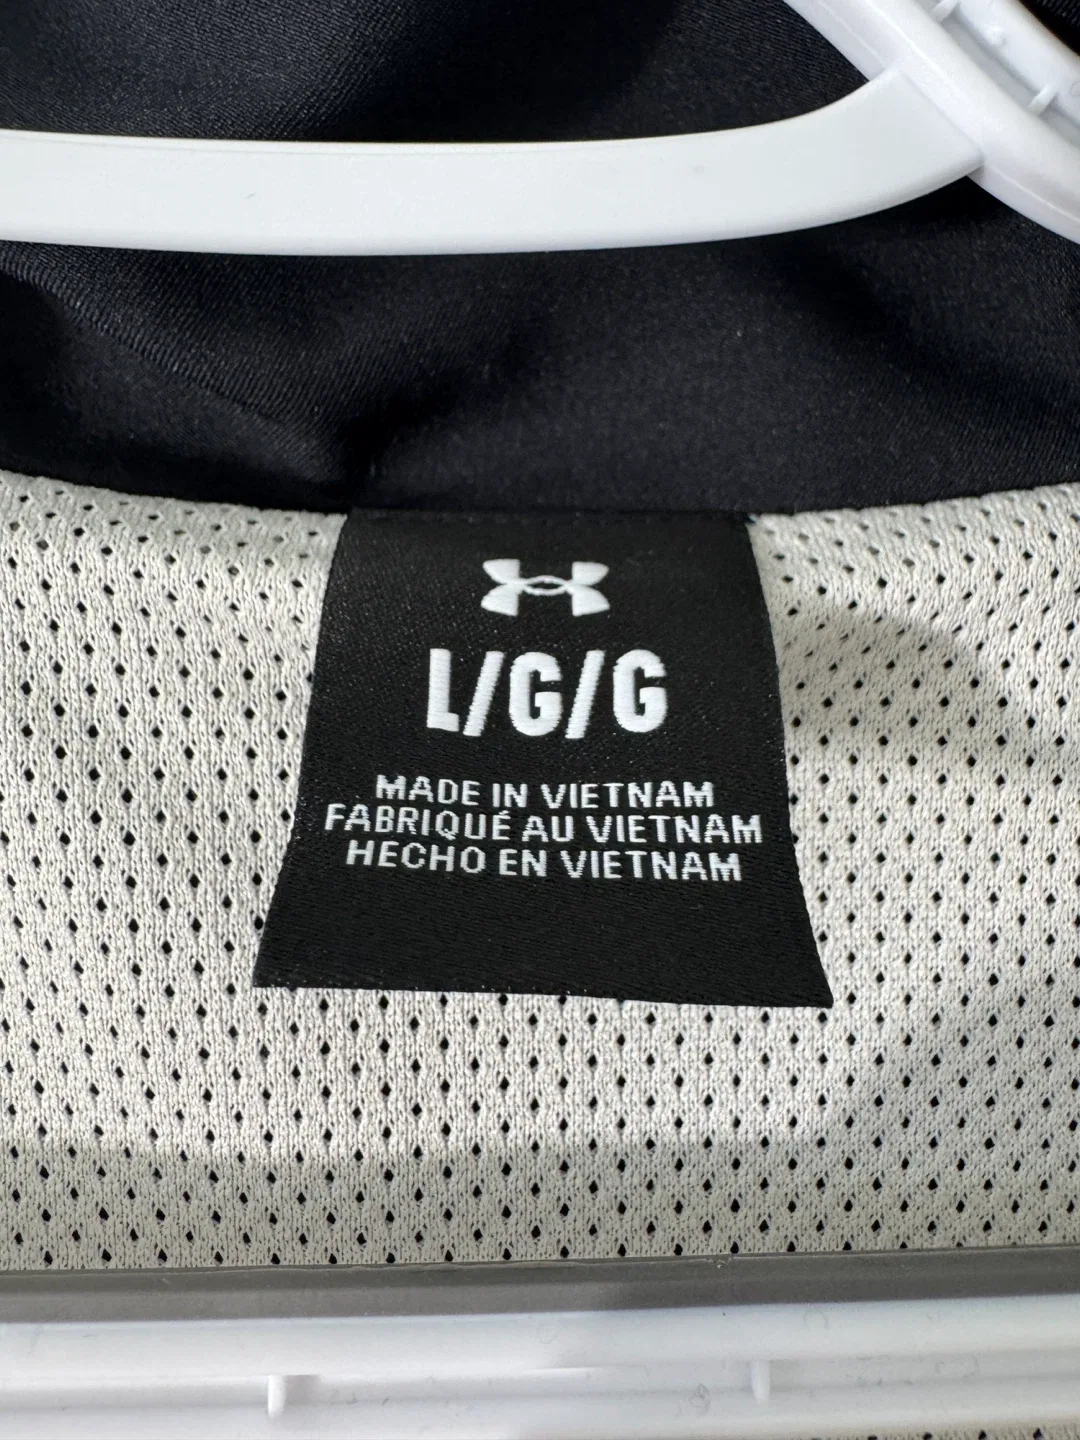 L/G/G
MADE IN VIETNAM
FABRIQUÉ AU VIETNAM
HECHO EN VIETNAM